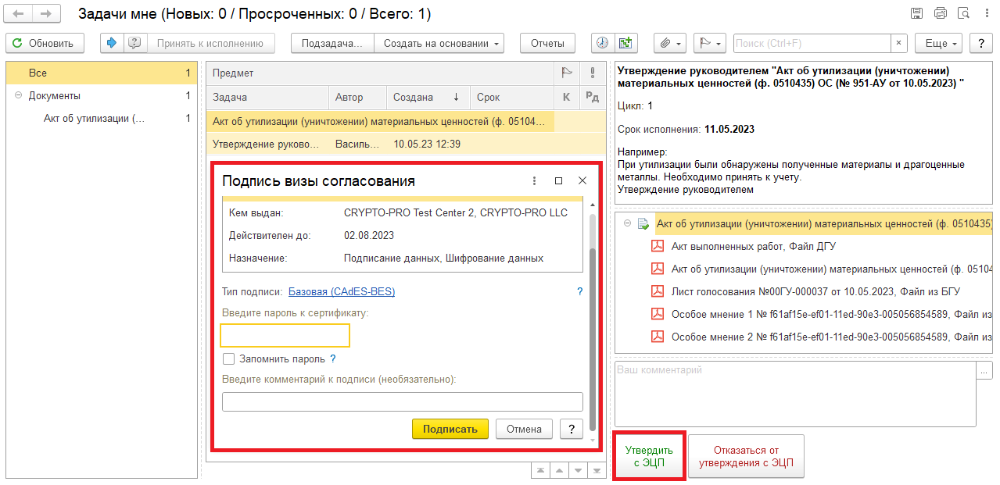 Задачи мне (Новых: 0 / Просроченных: 0 / Всего: 1)
Обновить
Принять к исполнению
Подзадача...
Создать на основании
Отчеты
Поиск (Ctrl+F)
×
Еще
?
Все 1
Документы 1
Акт об утилизации (... 1
Предмет
Задача Автор Создана ↓ Срок К Рд
Акт об утилизации (уничтожении) материальных ценностей (ф. 05104...
Утверждение руково... Василь... 10.05.23 12:39
Подпись визы согласования
Кем выдан: CRYPTO-PRO Test Center 2, CRYPTO-PRO LLC
Действителен до: 02.08.2023
Назначение: Подписание данных, Шифрование данных
Тип подписи: Базовая (CAdES-BES) ?
Введите пароль к сертификату:
Запомнить пароль ?
Введите комментарий к подписи (необязательно):
Подписать Отмена ?
Утверждение руководителя "Акт об утилизации (уничтожении)
материальных ценностей (ф. 0510435) ОС (№ 951-АУ от 10.05.2023) "
Цикл: 1
Срок исполнения: 11.05.2023
Например:
При утилизации были обнаружены полученные материалы и драгоценные
металлы. Необходимо принять к учету.
Утверждение руководителем
Акт об утилизации (уничтожении) материальных ценностей (ф. 0510435)
Акт выполненных работ, Файл ДГУ
Акт об утилизации (уничтожении) материальных ценностей (ф. 05104
Лист голосования №00ГУ-000037 от 10.05.2023, Файл из БГУ
Особое мнение 1 № f61af15e-ef01-11ed-90e3-005056854589, Файл из
Особое мнение 2 № f61af15e-ef01-11ed-90e3-005056854589, Файл из
Ваш комментарий
...
Утвердить
с ЭЦП
Отказаться от
утверждения с ЭЦП